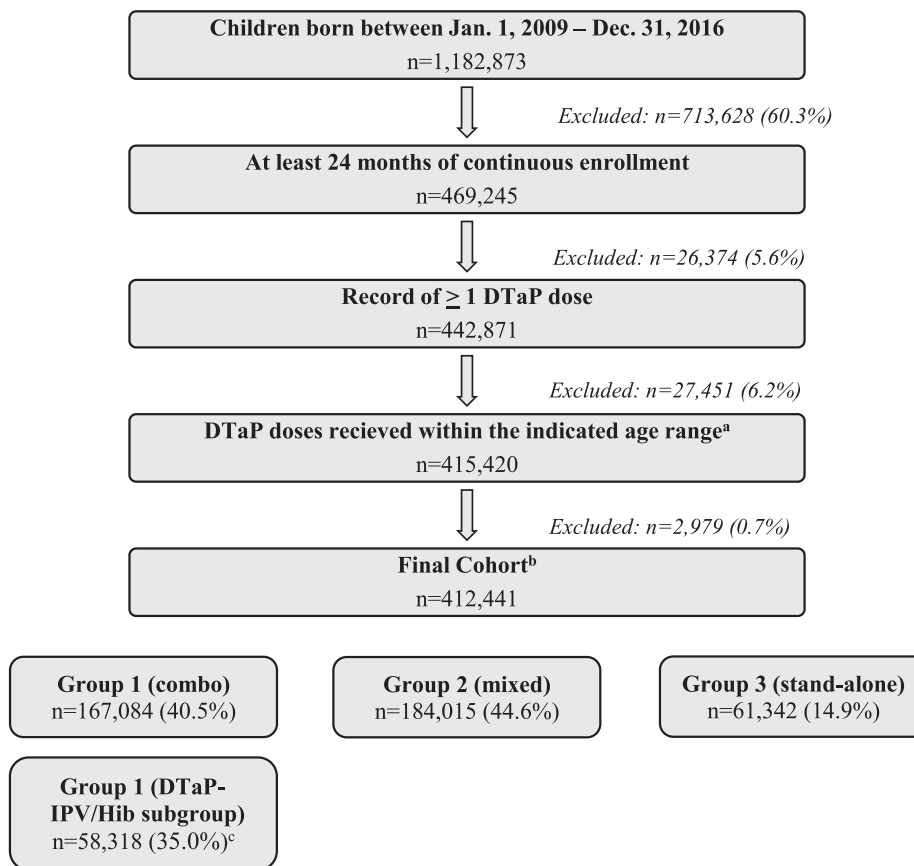 Children born between Jan. 1, 2009 – Dec. 31, 2016
n=1,182,873
Excluded: n=713,628 (60.3%)
At least 24 months of continuous enrollment
n=469,245
Excluded: n=26,374 (5.6%)
Record of ≥ 1 DTaP dose
n=442,871
Excluded: n=27,451 (6.2%)
DTaP doses recieved within the indicated age rangeᵃ
n=415,420
Excluded: n=2,979 (0.7%)
Final Cohortᵇ
n=412,441
Group 1 (combo)
n=167,084 (40.5%)
Group 2 (mixed)
n=184,015 (44.6%)
Group 3 (stand-alone)
n=61,342 (14.9%)
Group 1 (DTaP-
IPV/Hib subgroup)
n=58,318 (35.0%)ᶜ